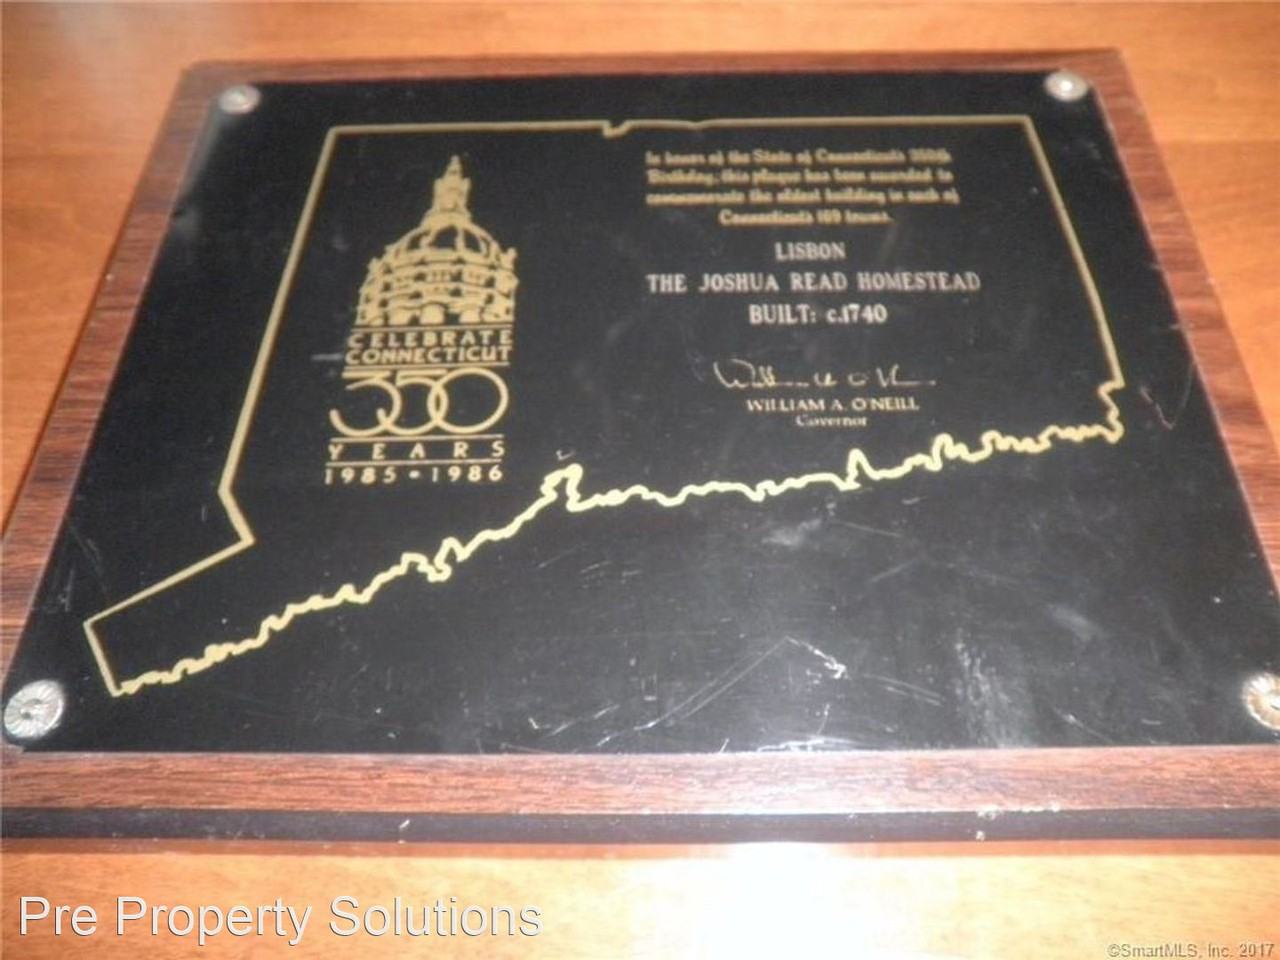 In honor of the State of Connecticut's 350th
Birthday, this plaque has been awarded to
commemorate the oldest building in each of
Connecticut's 169 towns.
LISBON
THE JOSHUA READ HOMESTEAD
BUILT: c.1740
WILLIAM A. O'NEILL
Governor
CELEBRATE
CONNECTICUT
350
YEARS
1985 • 1986
Pre Property Solutions
©SmartMLS, Inc. 2017